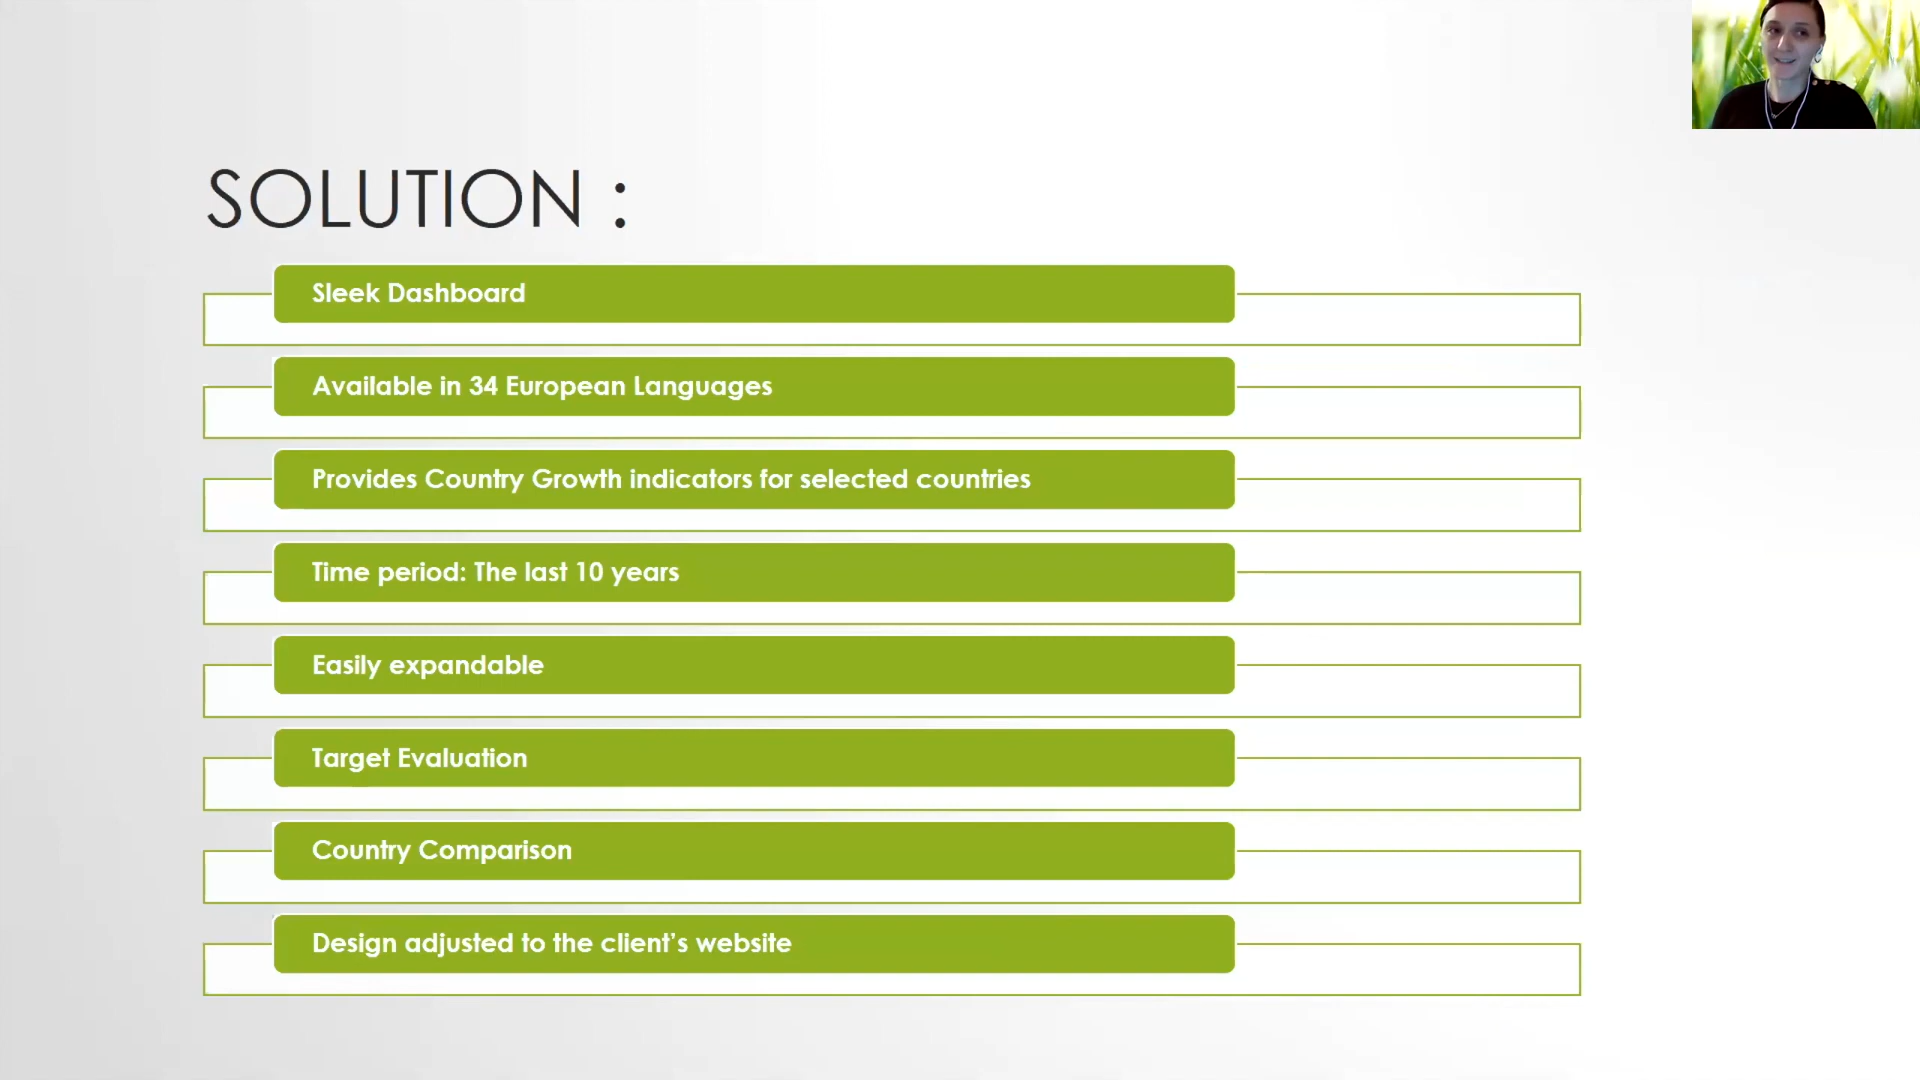 SOLUTION :
Sleek Dashboard
Available in 34 European Languages
Provides Country Growth indicators for selected countries
Time period: The last 10 years
Easily expandable
Target Evaluation
Country Comparison
Design adjusted to the client’s website